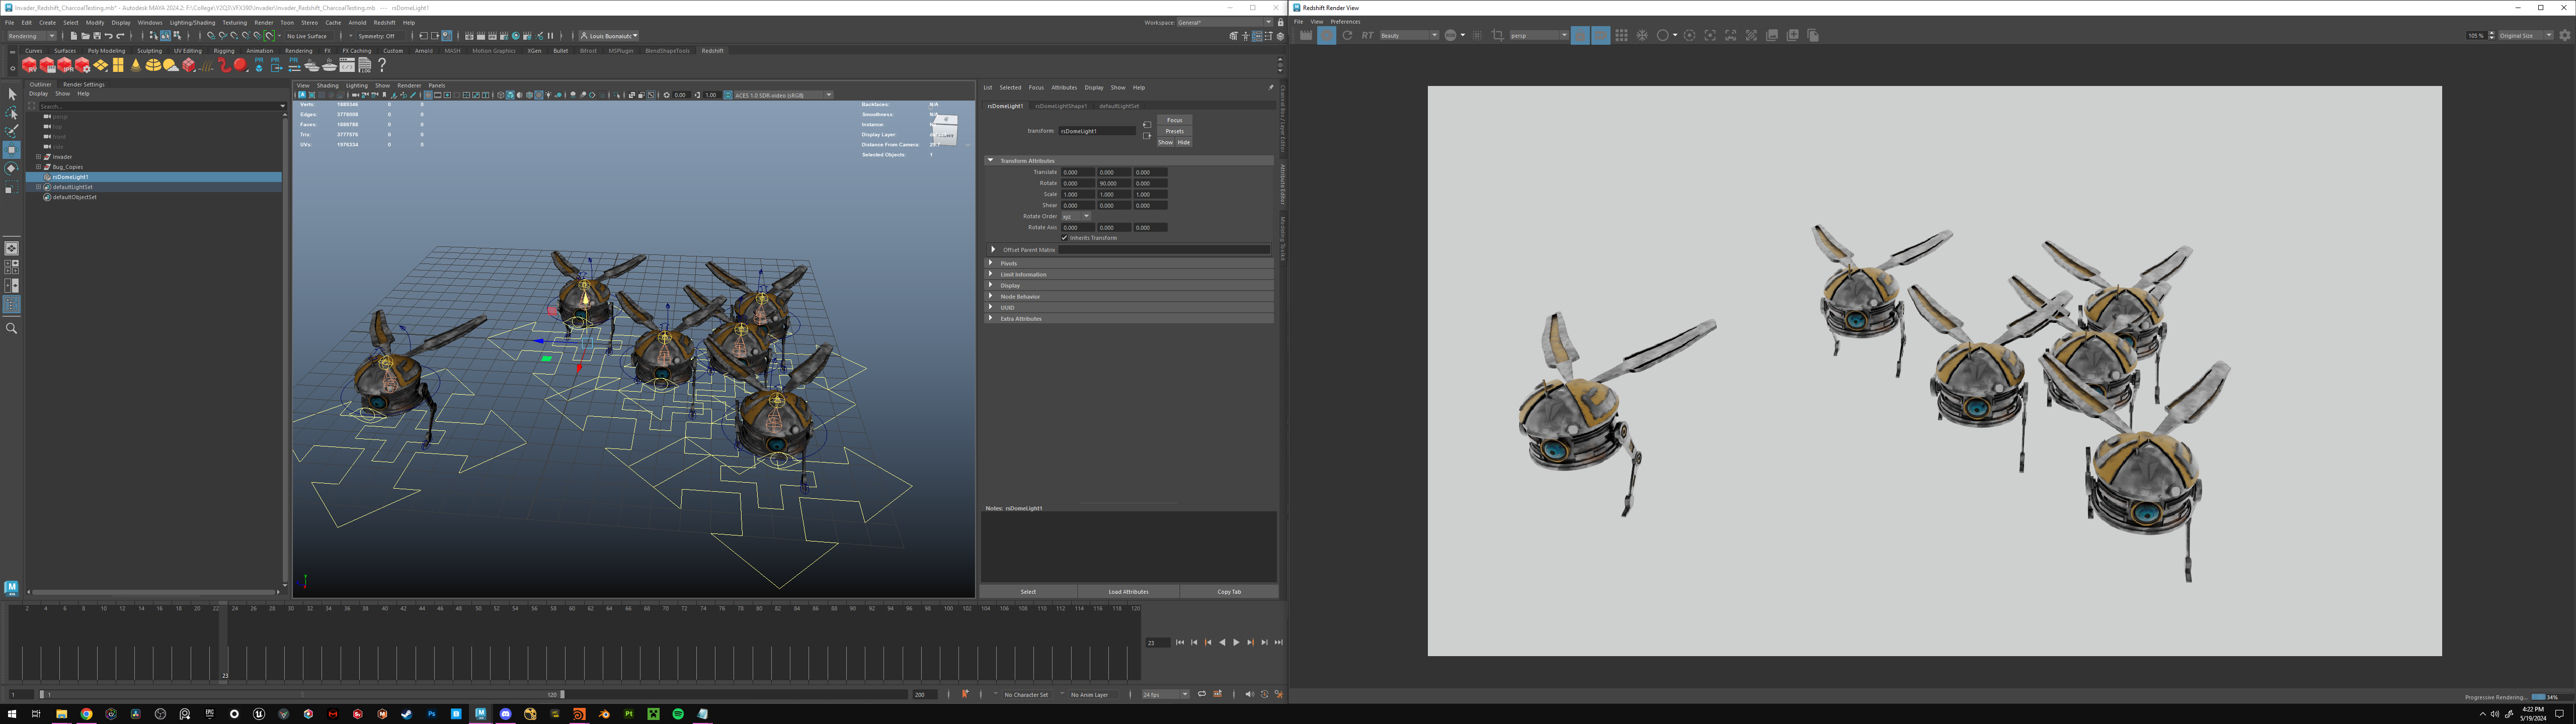 Invader_Redshift_CharcoalTesting.mb* - Autodesk MAYA 2024.2: F:\College\Y2Q3\VFX390\Invader\Invader_Redshift_CharcoalTesting.mb --- rsDomeLight1
File Edit Create Select Modify Display Windows Lighting/Shading Texturing Render Toon Stereo Cache Arnold Redshift Help
Workspace: General*
Rendering
No Live Surface
Symmetry: Off
Louis Buonaiuto
Curves Surfaces Poly Modeling Sculpting UV Editing Rigging Animation Rendering FX FX Caching Custom Arnold MASH Motion Graphics XGen Bullet Bifrost MSPlugin BlendShapeTools Redshift
PR PR PR
LOG
Outliner Render Settings
Display Show Help
Search...
persp
top
front
side
Invader
Bug_Copies
rsDomeLight1
defaultLightSet
defaultObjectSet
View Shading Lighting Show Renderer Panels
0.00 1.00 ACES 1.0 SDR-video (sRGB)
Verts: 1889346 0 0
Edges: 3778008 0 0
Faces: 1888788 0 0
Tris: 3777576 0 0
UVs: 1976334 0 0
Backfaces: N/A
Smoothness:
Instance:
Display Layer:
Distance From Camera:
Selected Objects: 1
List Selected Focus Attributes Display Show Help
rsDomeLight1 rsDomeLightShape1 defaultLightSet
transform: rsDomeLight1
Focus
Presets
Show Hide
Transform Attributes
Translate 0.000 0.000 0.000
Rotate 0.000 90.000 0.000
Scale 1.000 1.000 1.000
Shear 0.000 0.000 0.000
Rotate Order xyz
Rotate Axis 0.000 0.000 0.000
Inherits Transform
Offset Parent Matrix
Pivots
Limit Information
Display
Node Behavior
UUID
Extra Attributes
Notes: rsDomeLight1
Select Load Attributes Copy Tab
Channel Box / Layer Editor
Attribute Editor
Modeling Toolkit
2 4 6 8 10 12 14 16 18 20 22 24 26 28 30 32 34 36 38 40 42 44 46 48 50 52 54 56 58 60 62 64 66 68 70 72 74 76 78 80 82 84 86 88 90 92 94 96 98 100 102 104 106 108 110 112 114 116 118 120
23
23
1 1 120 200
No Character Set No Anim Layer 24 fps
Redshift Render View
File View Preferences
RT Beauty persp
105 % Original Size
Progressive Rendering... 34%
4:22 PM
5/19/2024